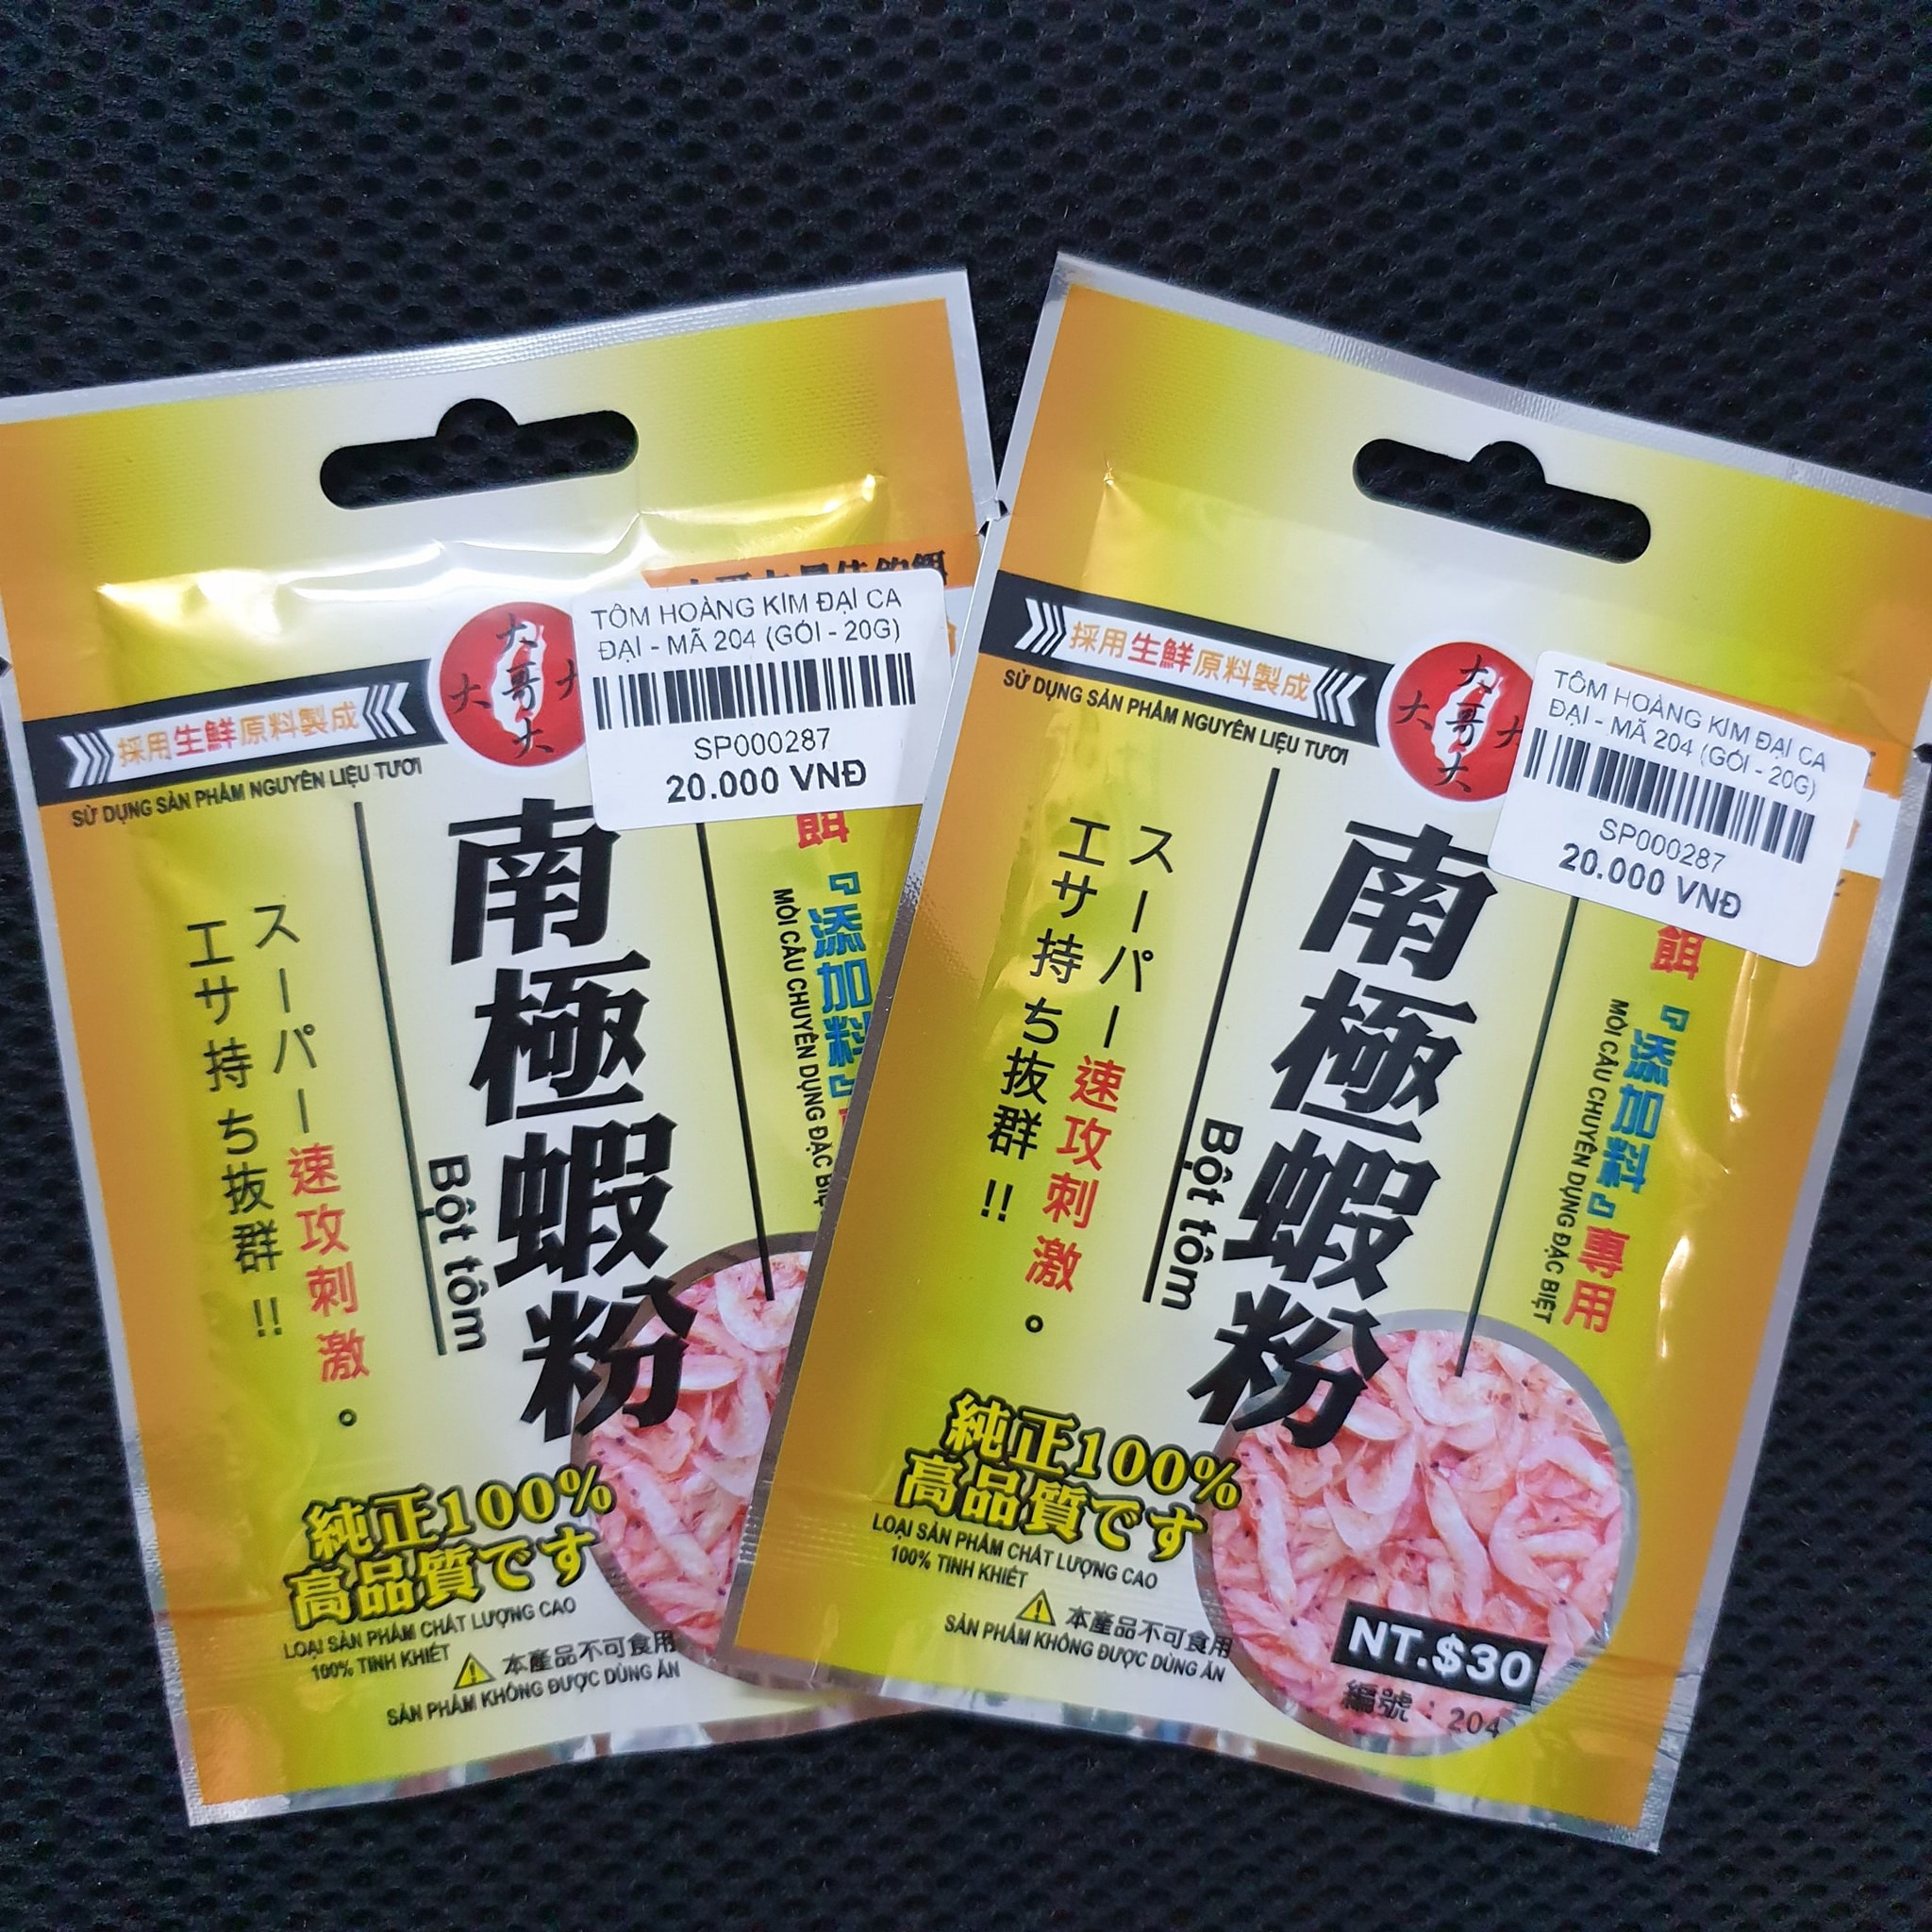 TÔM HOÀNG KIM ĐẠI CA
ĐẠI - MÃ 204 (GÓI - 20G)
SP000287
20.000 VNĐ
大哥大
大 大
採用生鮮原料製成
SỬ DỤNG SẢN PHẨM NGUYÊN LIỆU TƯƠI
餌『添加料』
MỒI CÂU CHUYÊN DỤNG ĐẶC BIỆT
南極蝦粉
Bột tôm
スーパー速攻刺激。
エサ持ち抜群!!
純正100%
高品質です
LOẠI SẢN PHẨM CHẤT LƯỢNG CAO
100% TINH KHIẾT
本產品不可食用
SẢN PHẨM KHÔNG ĐƯỢC DÙNG ĂN
TÔM HOÀNG KIM ĐẠI CA
ĐẠI - MÃ 204 (GÓI - 20G)
SP000287
20.000 VNĐ
採用生鮮原料製成
SỬ DỤNG SẢN PHẨM NGUYÊN LIỆU TƯƠI
大哥大
大 大
餌『添加料』專用
MỒI CÂU CHUYÊN DỤNG ĐẶC BIỆT
南極蝦粉
Bột tôm
スーパー速攻刺激。
エサ持ち抜群!!
純正100%
高品質です
LOẠI SẢN PHẨM CHẤT LƯỢNG CAO
100% TINH KHIẾT
本產品不可食用
SẢN PHẨM KHÔNG ĐƯỢC DÙNG ĂN
NT.$30
編號：204